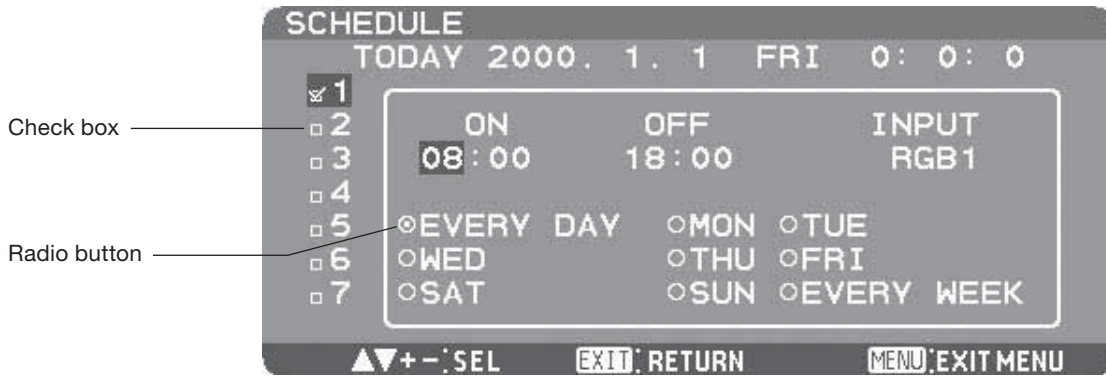 SCHEDULE
TODAY 2000. 1. 1 FRI 0: 0: 0
1
Check box
2 ON OFF INPUT
3 08:00 18:00 RGB1
4
5 EVERY DAY MON TUE
Radio button
6 WED THU FRI
7 SAT SUN EVERY WEEK
▲▼+-:SEL EXIT: RETURN MENU:EXIT MENU